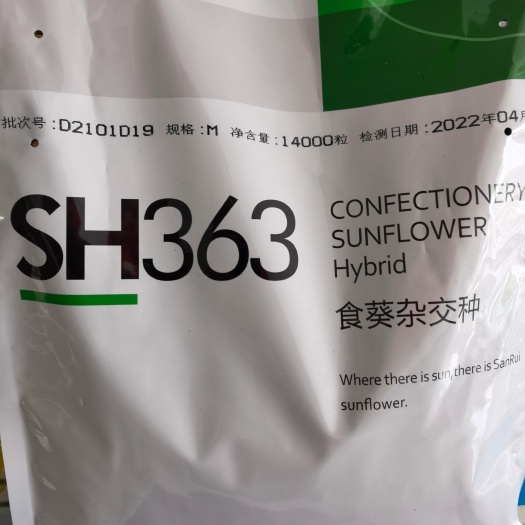 批次号:D2101D19 规格:M 净含量:14000粒 检测日期:2022年04月
SH363
CONFECTIONERY
SUNFLOWER
Hybrid
食葵杂交种
Where there is sun,there is SanRui
sunflower.